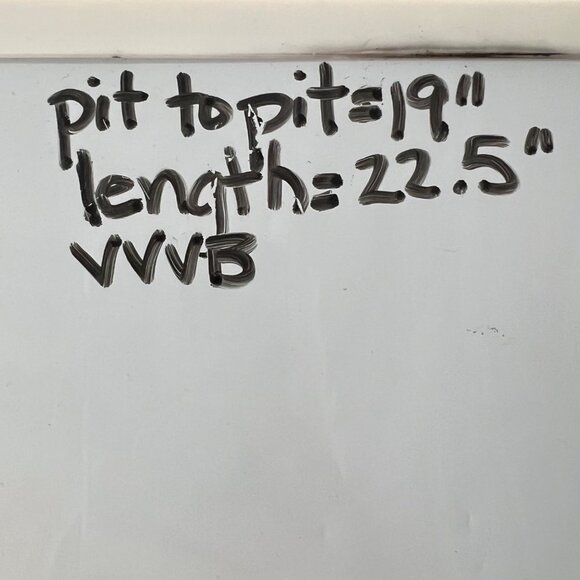 pit to pit=19"
length=22.5"
VVVB